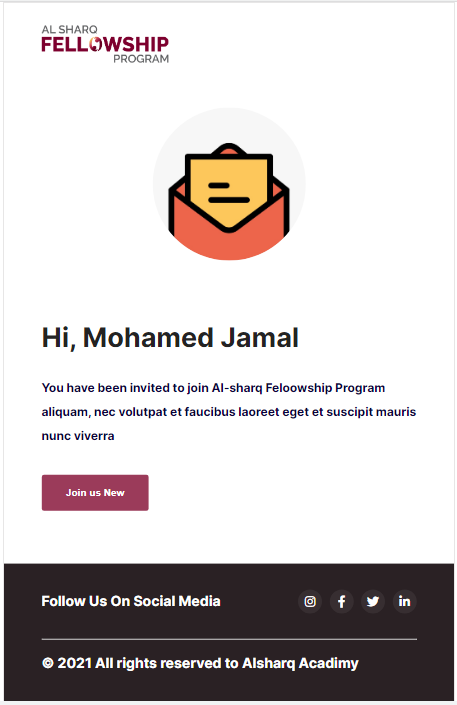 AL SHARQ
FELLOWSHIP
PROGRAM
Hi, Mohamed Jamal
You have been invited to join Al-sharq Feloowship Program
aliquam, nec volutpat et faucibus laoreet eget et suscipit mauris
nunc viverra
Join us New
Follow Us On Social Media
© 2021 All rights reserved to Alsharq Acadimy